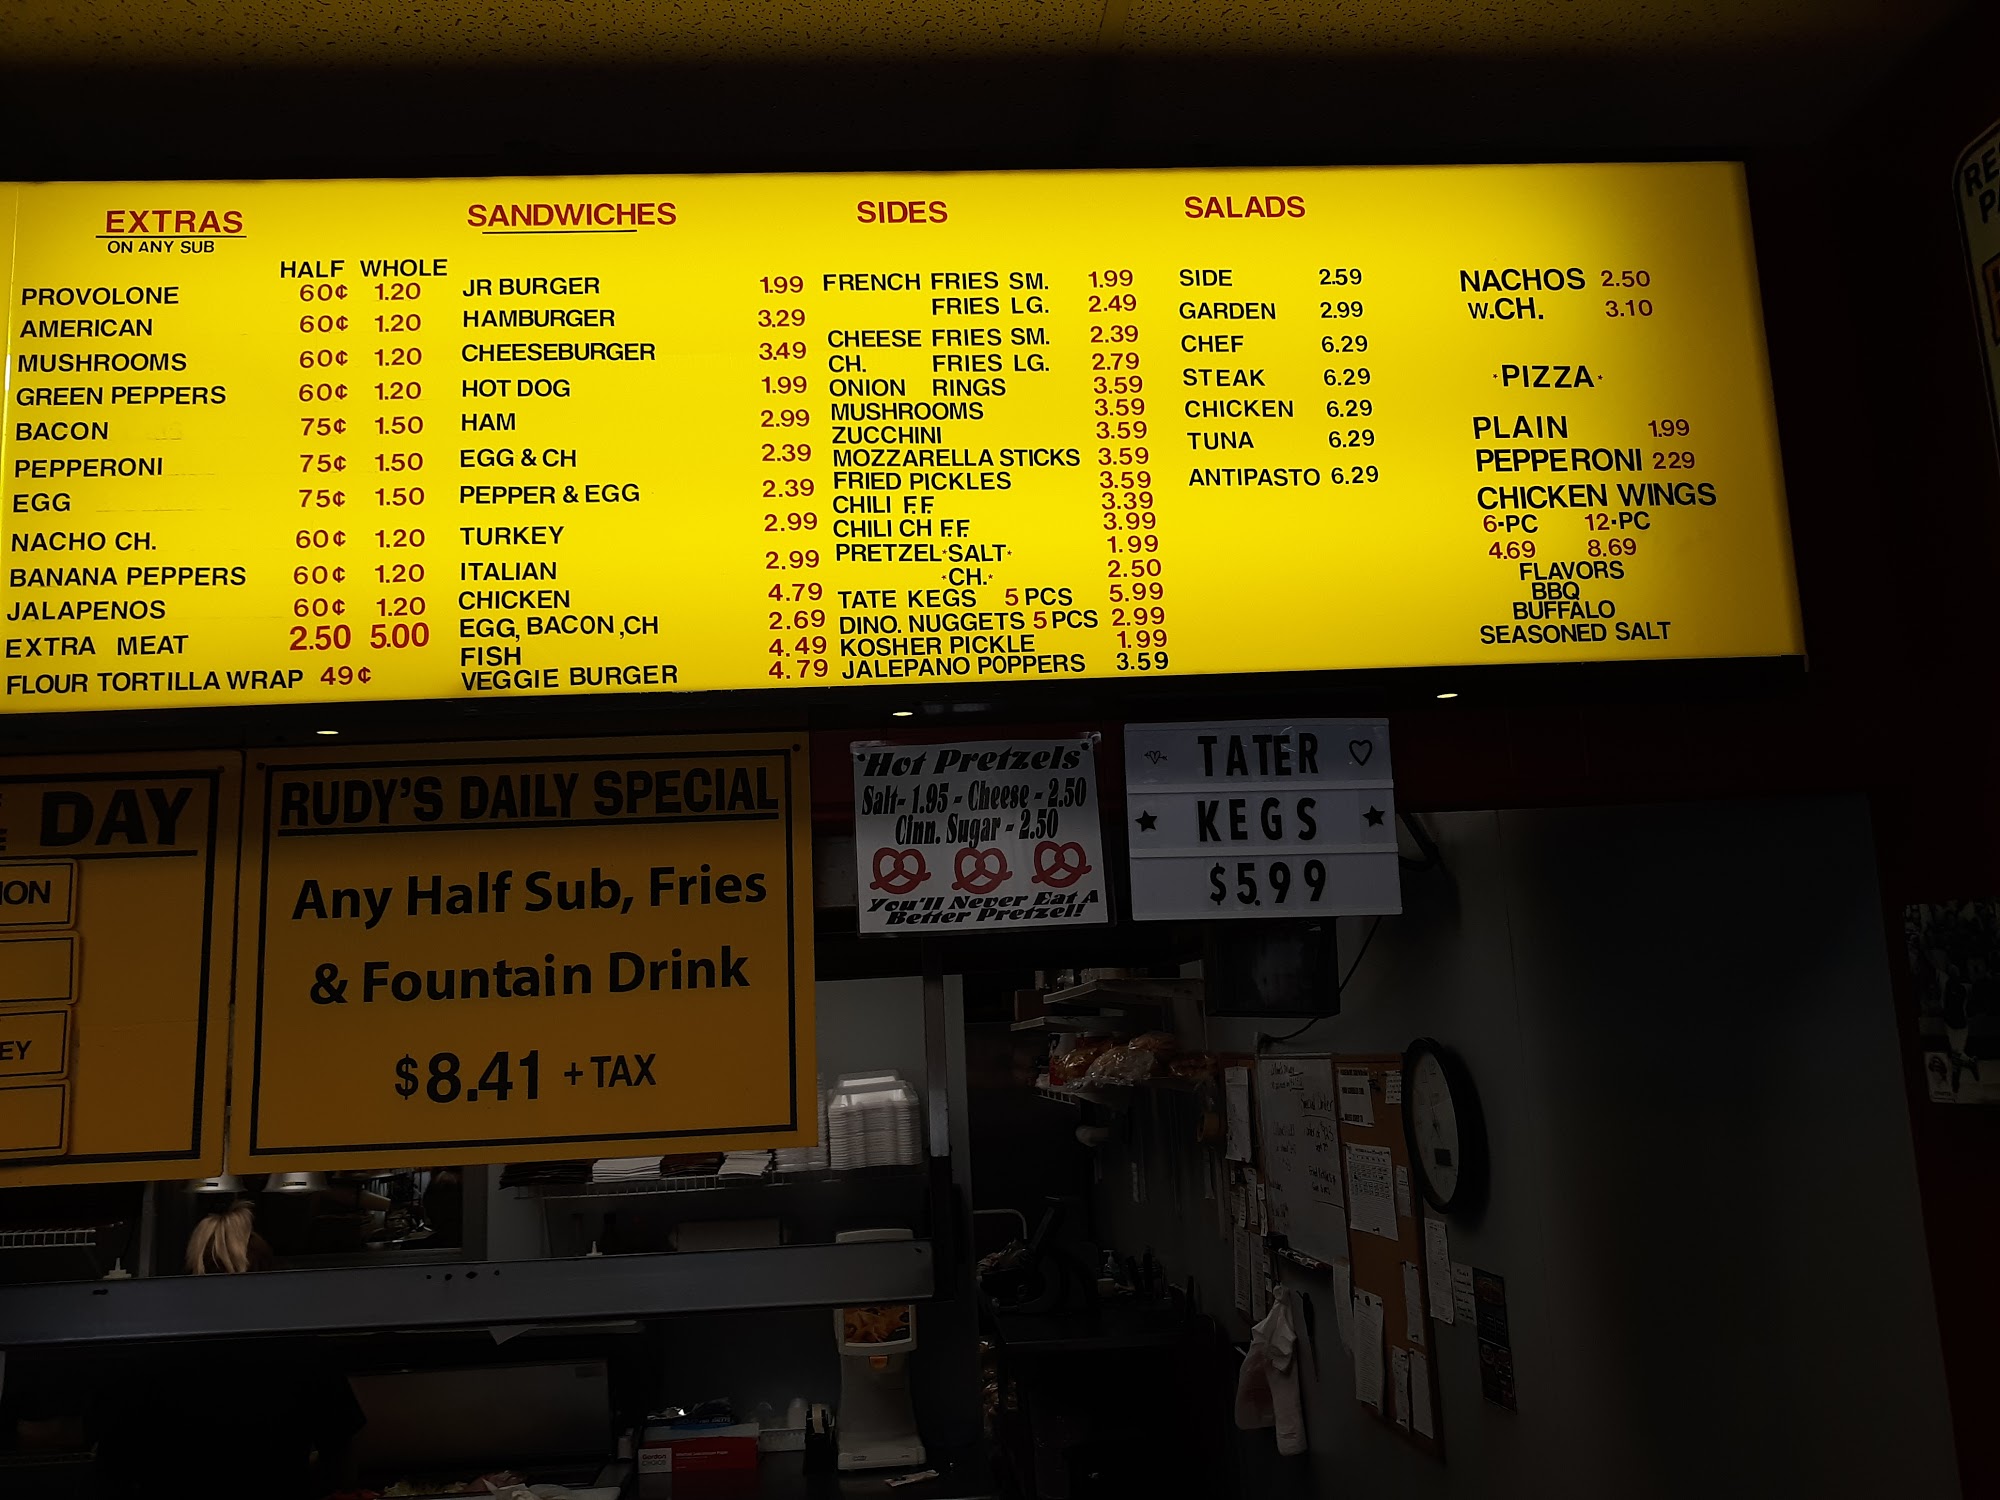 EXTRAS
ON ANY SUB
HALF WHOLE
PROVOLONE 60¢ 1.20
AMERICAN 60¢ 1.20
MUSHROOMS 60¢ 1.20
GREEN PEPPERS 60¢ 1.20
BACON 75¢ 1.50
PEPPERONI 75¢ 1.50
EGG 75¢ 1.50
NACHO CH. 60¢ 1.20
BANANA PEPPERS 60¢ 1.20
JALAPENOS 60¢ 1.20
EXTRA MEAT 2.50 5.00
FLOUR TORTILLA WRAP 49¢
SANDWICHES
JR BURGER 1.99
HAMBURGER 3.29
CHEESEBURGER 3.49
HOT DOG 1.99
HAM 2.99
EGG & CH 2.39
PEPPER & EGG 2.39
TURKEY 2.99
ITALIAN 2.99
CHICKEN 4.79
EGG, BACON ,CH 2.69
FISH 4.49
VEGGIE BURGER 4.79
SIDES
FRENCH FRIES SM. 1.99
FRIES LG. 2.49
CHEESE FRIES SM. 2.39
CH. FRIES LG. 2.79
ONION RINGS 3.59
MUSHROOMS 3.59
ZUCCHINI 3.59
MOZZARELLA STICKS 3.59
FRIED PICKLES 3.59
CHILI F.F. 3.39
CHILI CH F.F. 3.99
PRETZEL·SALT· 1.99
·CH.· 2.50
TATE KEGS 5 PCS 5.99
DINO. NUGGETS 5 PCS 2.99
KOSHER PICKLE 1.99
JALEPANO POPPERS 3.59
SALADS
SIDE 2.59
GARDEN 2.99
CHEF 6.29
STEAK 6.29
CHICKEN 6.29
TUNA 6.29
ANTIPASTO 6.29
NACHOS 2.50
W.CH. 3.10
·PIZZA·
PLAIN 1.99
PEPPERONI 2.29
CHICKEN WINGS
6-PC 12-PC
4.69 8.69
FLAVORS
BBQ
BUFFALO
SEASONED SALT
DAY
ION
EY
RUDY'S DAILY SPECIAL
Any Half Sub, Fries
& Fountain Drink
$8.41 + TAX
"Hot Pretzels"
Salt- 1.95 - Cheese - 2.50
Cinn. Sugar - 2.50
You'll Never Eat A
Better Pretzel!
TATER
KEGS
$5.99